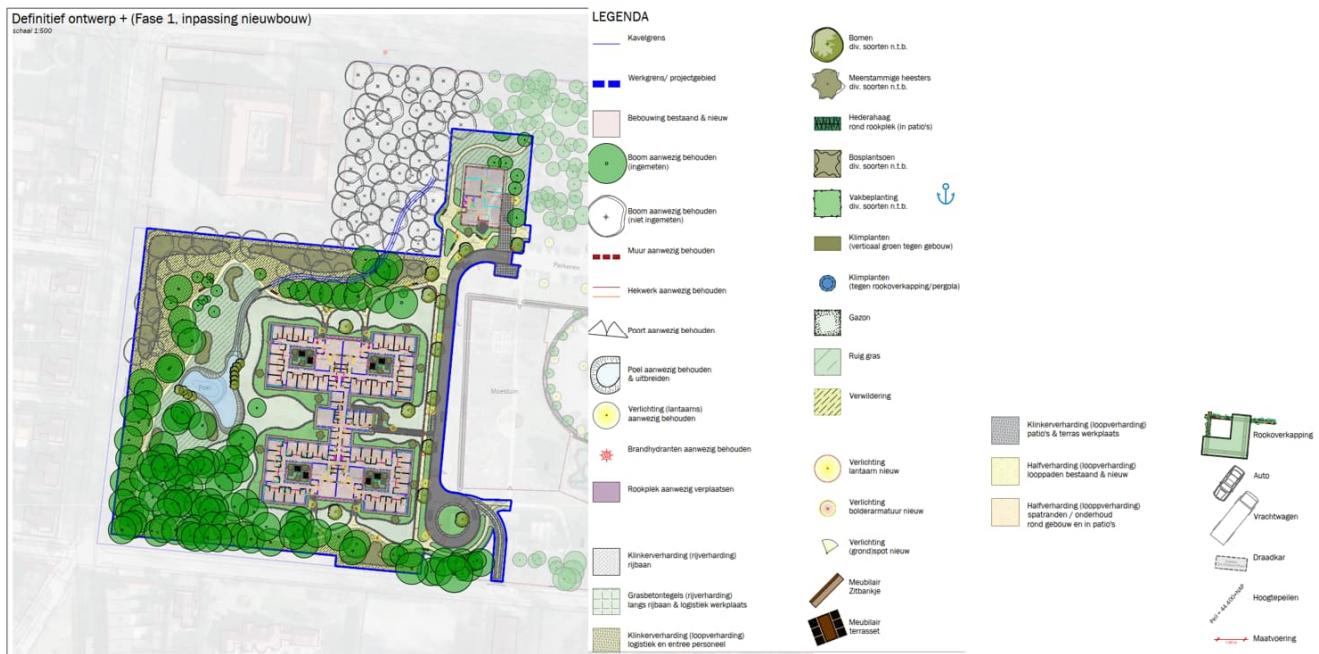 Definitief ontwerp + (Fase 1, inpassing nieuwbouw)
schaal 1:500
Parkeren
Moestuin
Poel
LEGENDA
Kavelgrens
Werkgrens/ projectgebied
Bebouwing bestaand & nieuw
Boom aanwezig behouden
(ingemeten)
Boom aanwezig behouden
(niet ingemeten)
Muur aanwezig behouden
Hekwerk aanwezig behouden
Poort aanwezig behouden
Poel aanwezig behouden
& uitbreiden
Verlichting (lantaarns)
aanwezig behouden
Brandhydranten aanwezig behouden
Rookplek aanwezig verplaatsen
Klinkerverharding (rijverharding)
rijbaan
Grasbetontegels (rijverharding)
langs rijbaan & logistiek werkplaats
Klinkerverharding (loopverharding)
logistiek en entree personeel
Bomen
div. soorten n.t.b.
Meerstammige heesters
div. soorten n.t.b.
Hederahaag
rond rookplek (in patio's)
Bosplantsoen
div. soorten n.t.b.
Vakbeplanting
div. soorten n.t.b.
Klimplanten
(verticaal groen tegen gebouw)
Klimplanten
(tegen rookoverkapping/pergola)
Gazon
Ruig gras
Verwildering
Verlichting
lantaarn nieuw
Verlichting
bolderarmatuur nieuw
Verlichting
(grond)spot nieuw
Meubilair
Zitbankje
Meubilair
terrasset
Klinkerverharding (loopverharding)
patio's & terras werkplaats
Halfverharding (loopverharding)
looppaden bestaand & nieuw
Halfverharding (looppverharding)
spatranden / onderhoud
rond gebouw en in patio's
Rookoverkapping
Auto
Vrachtwagen
Draadkar
Peil = 44.400+NAP
Hoogtepeilen
Maatvoering